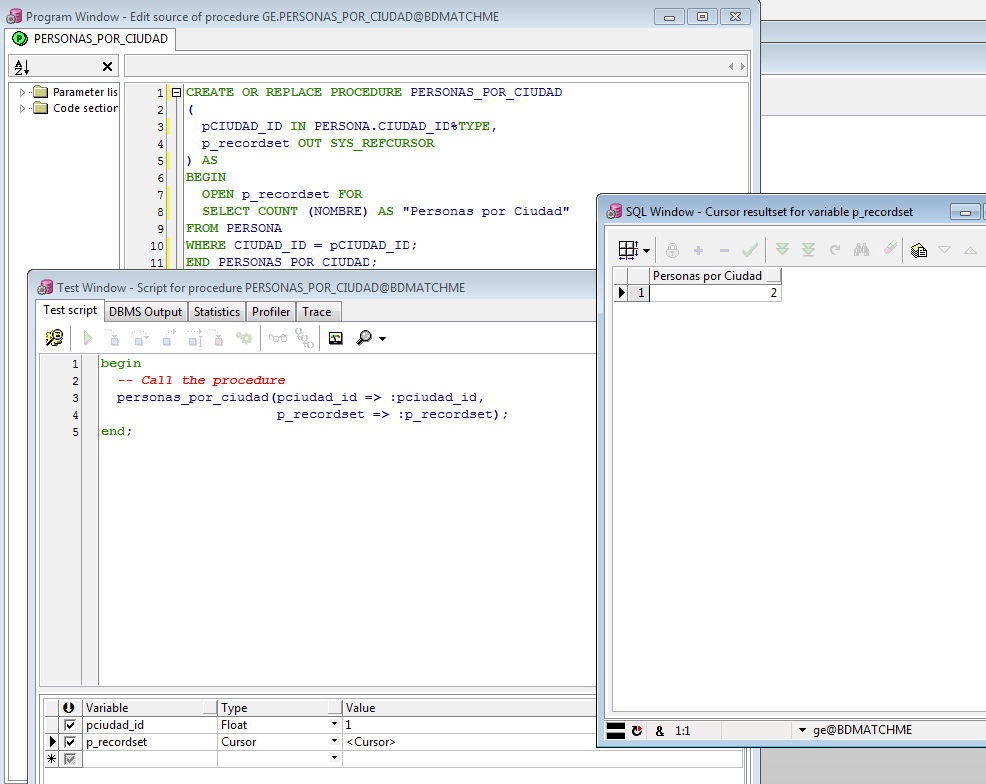 Program Window - Edit source of procedure GE.PERSONAS_POR_CIUDAD@BDMATCHME
PERSONAS_POR_CIUDAD
Parameter lis
Code section
1 CREATE OR REPLACE PROCEDURE PERSONAS_POR_CIUDAD
2 (
3 pCIUDAD_ID IN PERSONA.CIUDAD_ID%TYPE,
4 p_recordset OUT SYS_REFCURSOR
5 ) AS
6 BEGIN
7 OPEN p_recordset FOR
8 SELECT COUNT (NOMBRE) AS "Personas por Ciudad"
9 FROM PERSONA
10 WHERE CIUDAD_ID = pCIUDAD_ID;
11 END PERSONAS_POR_CIUDAD;
Test Window - Script for procedure PERSONAS_POR_CIUDAD@BDMATCHME
Test script DBMS Output Statistics Profiler Trace
1 begin
2 -- Call the procedure
3 personas_por_ciudad(pciudad_id => :pciudad_id,
4 p_recordset => :p_recordset);
5 end;
Variable Type Value
pciudad_id Float 1
p_recordset Cursor <Cursor>
SQL Window - Cursor resultset for variable p_recordset
Personas por Ciudad
1 2
& 1:1 ge@BDMATCHME